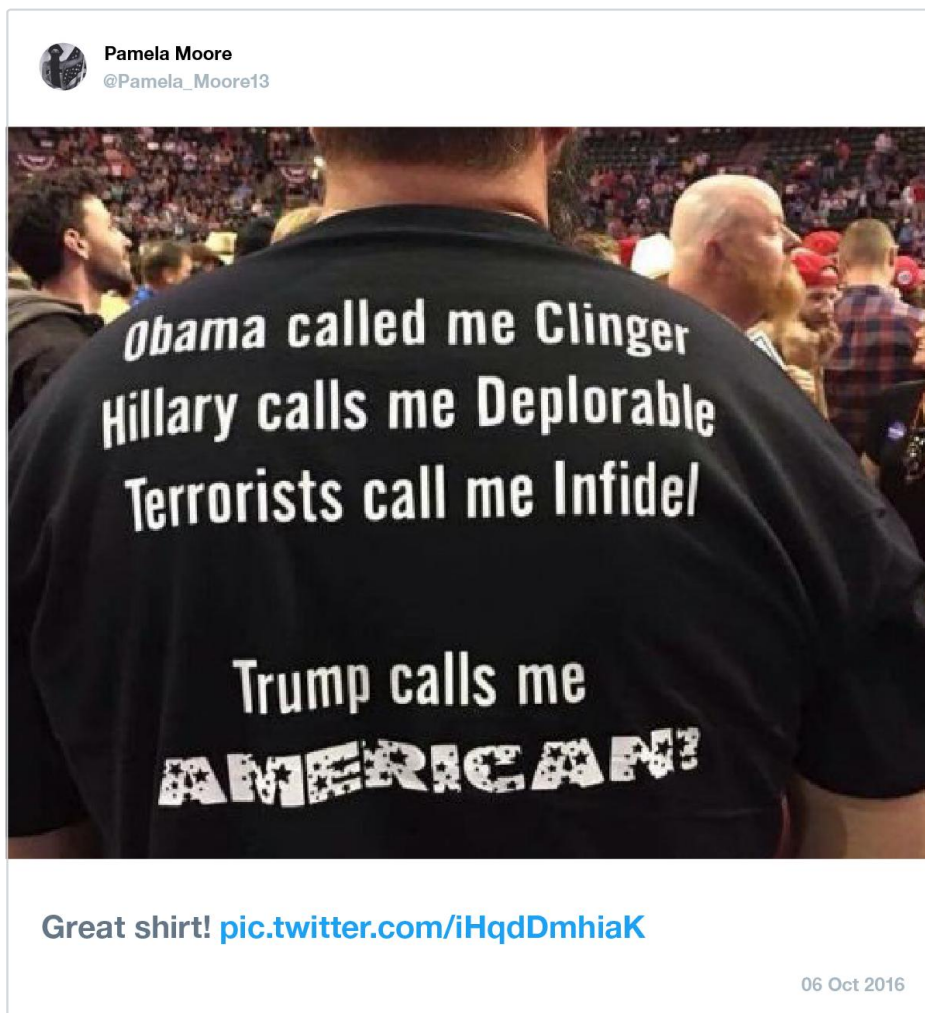 Pamela Moore
@Pamela_Moore13
Obama called me Clinger
Hillary calls me Deplorable
Terrorists call me Infidel
Trump calls me
AMERICAN!
Great shirt! pic.twitter.com/iHqdDmhiaK
06 Oct 2016